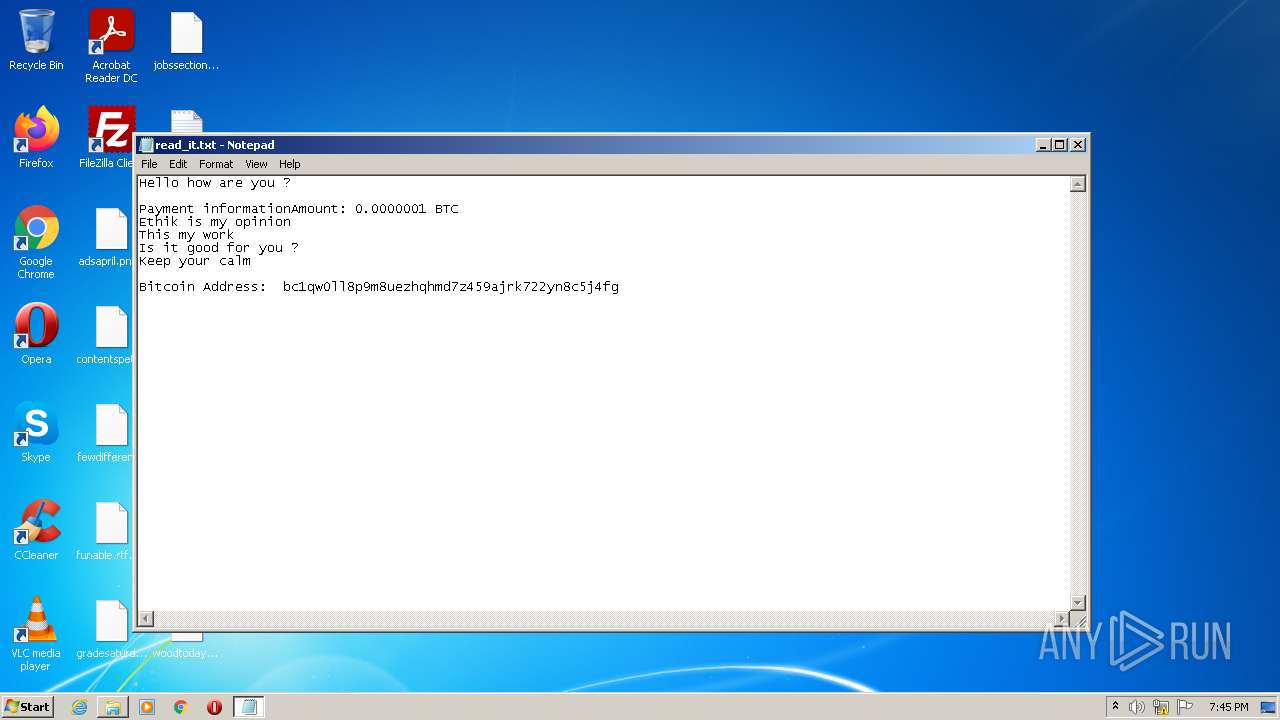 Recycle Bin
Acrobat
Reader DC
jobssection...
Firefox
FileZilla Clie
read_it.txt - Notepad
File Edit Format View Help
Hello how are you ?
Payment informationAmount: 0.0000001 BTC
Ethik is my opinion
This my work
Is it good for you ?
Keep your calm
Bitcoin Address: bc1qw0ll8p9m8uezhqhmd7z459ajrk722yn8c5j4fg
Google
Chrome
adsapril.pn
Opera
contentspet
Skype
fewdifferen
CCleaner
funable.rtf.
VLC media
player
gradesaturd...
woodtoday...
ANY RUN
Start
7:45 PM